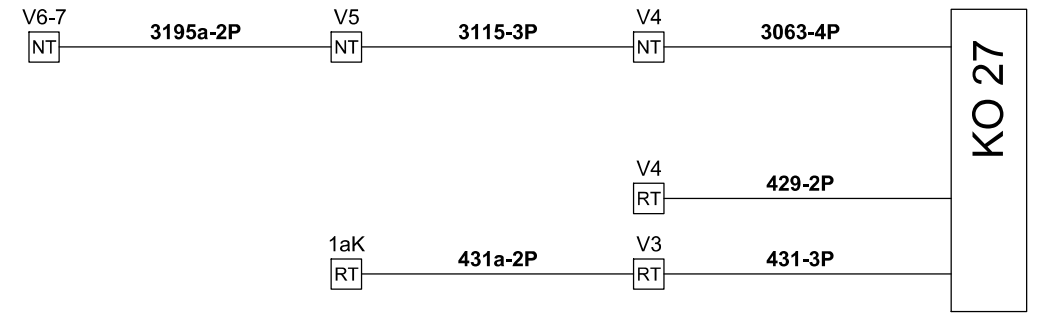 V6-7 V5 V4
3195a-2P 3115-3P 3063-4P
NT NT NT
KO 27
V4
429-2P
RT
1aK V3
431a-2P 431-3P
RT RT